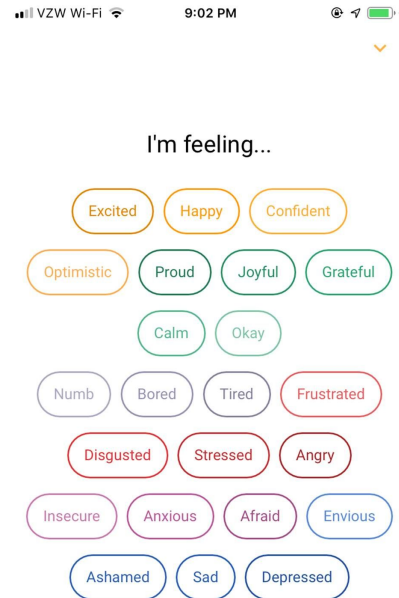 VZW Wi-Fi 9:02 PM
I'm feeling...
Excited Happy Confident
Optimistic Proud Joyful Grateful
Calm Okay
Numb Bored Tired Frustrated
Disgusted Stressed Angry
Insecure Anxious Afraid Envious
Ashamed Sad Depressed